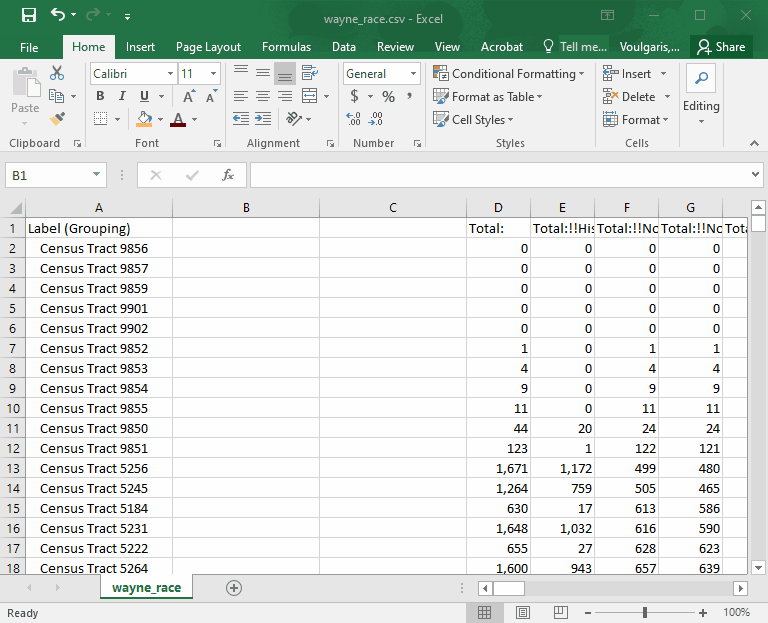 wayne_race.csv - Excel
File Home Insert Page Layout Formulas Data Review View Acrobat Tell me... Voulgaris,... Share
Paste
Calibri 11
B I U A A
A
General
$ % ,
.0 .00 .00 .0
Conditional Formatting
Format as Table
Cell Styles
Insert
Delete
Format
Editing
Clipboard Font Alignment Number Styles Cells
B1 fx
A B C D E F G
1 Label (Grouping) Total: Total:!!His Total:!!No Total:!!No Tota
2 Census Tract 9856 0 0 0 0
3 Census Tract 9857 0 0 0 0
4 Census Tract 9859 0 0 0 0
5 Census Tract 9901 0 0 0 0
6 Census Tract 9902 0 0 0 0
7 Census Tract 9852 1 0 1 1
8 Census Tract 9853 4 0 4 4
9 Census Tract 9854 9 0 9 9
10 Census Tract 9855 11 0 11 11
11 Census Tract 9850 44 20 24 24
12 Census Tract 9851 123 1 122 121
13 Census Tract 5256 1,671 1,172 499 480
14 Census Tract 5245 1,264 759 505 465
15 Census Tract 5184 630 17 613 586
16 Census Tract 5231 1,648 1,032 616 590
17 Census Tract 5222 655 27 628 623
18 Census Tract 5264 1,600 943 657 639
wayne_race
Ready 100%